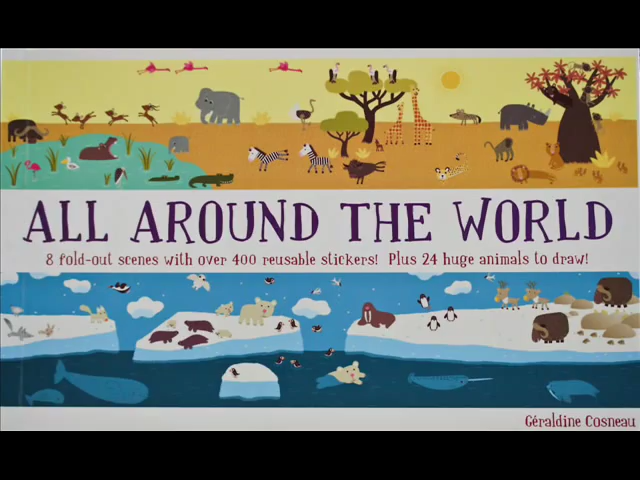 ALL AROUND THE WORLD
8 fold-out scenes with over 400 reusable stickers! Plus 24 huge animals to draw!
Géraldine Cosneau